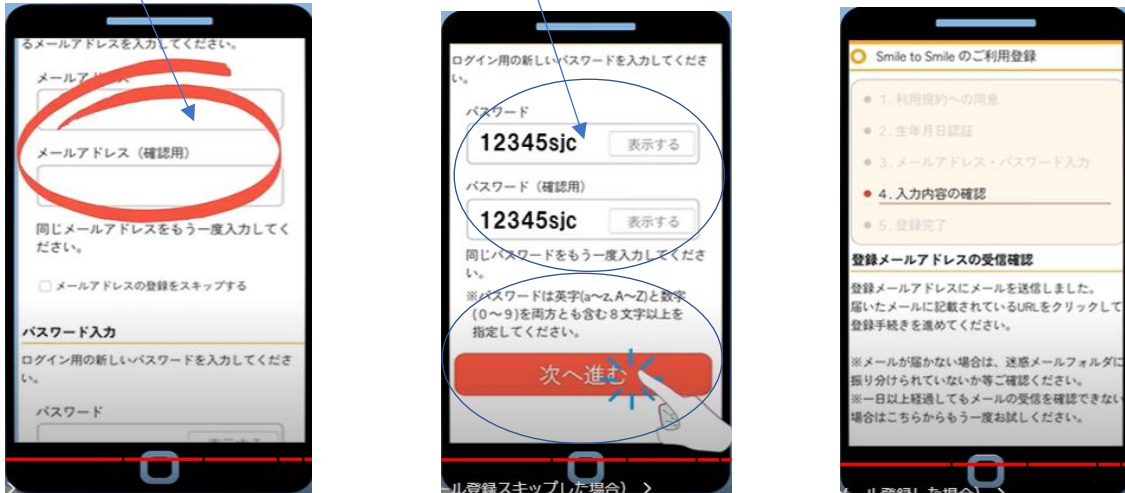 るメールアドレスを入力してください。
メールアドレス
メールアドレス（確認用）
同じメールアドレスをもう一度入力してく
ださい。
メールアドレスの登録をスキップする
パスワード入力
ログイン用の新しいパスワードを入力してくださ
い。
パスワード
ログイン用の新しいパスワードを入力してくださ
い。
パスワード
12345sjc 表示する
パスワード（確認用）
12345sjc 表示する
同じパスワードをもう一度入力してくださ
い。
※パスワードは英字(a〜z,A〜Z)と数字
(０〜９)を両方とも含む８文字以上を
指定してください。
次へ進む
ール登録スキップした場合） >
Smile to Smile のご利用登録
1. 利用規約への同意
2. 生年月日認証
3. メールアドレス・パスワード入力
4. 入力内容の確認
5. 登録完了
登録メールアドレスの受信確認
登録メールアドレスにメールを送信しました。
届いたメールに記載されているURLをクリックして
登録手続きを進めてください。
※メールが届かない場合は、迷惑メールフォルダに
振り分けられていないか等ご確認ください。
※一日以上経過してもメールの受信を確認できない
場合はこちらからもう一度お試しください。
ール登録した場合） >